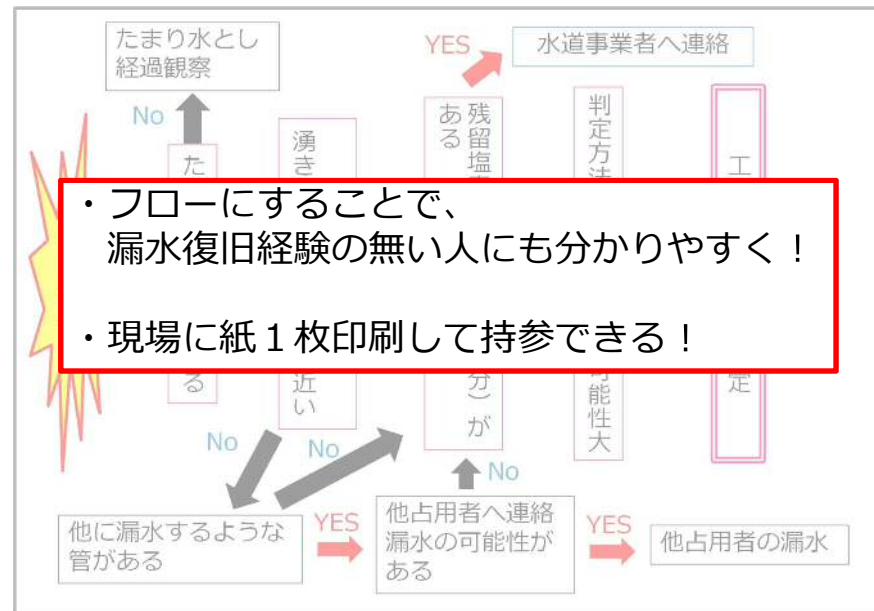 たまり水とし
経過観察
YES
水道事業者へ連絡
No
た
る
湧き
近い
残留塩
分）が
ある
判定方法
可能性大
工
定
・フローにすることで、
漏水復旧経験の無い人にも分かりやすく！
・現場に紙１枚印刷して持参できる！
No
No
No
他に漏水するような
管がある
YES
他占用者へ連絡
漏水の可能性が
ある
YES
他占用者の漏水